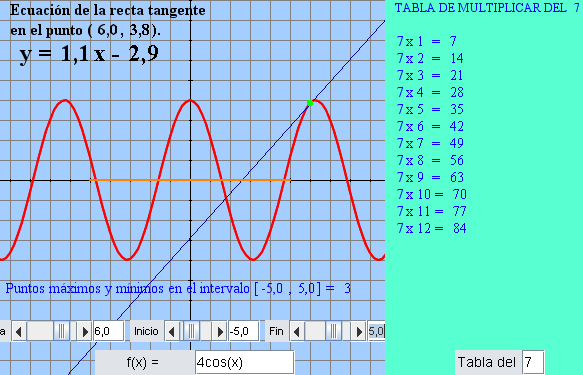 Ecuación de la recta tangente
en el punto ( 6,0 , 3,8).
y = 1,1x - 2,9
Puntos máximos y mínimos en el intervalo [ -5,0 , 5,0] = 3
a 6,0 Inicio -5,0 Fin 5,0
f(x) = 4cos(x)
TABLA DE MULTIPLICAR DEL 7
7 x 1 = 7
7 x 2 = 14
7 x 3 = 21
7 x 4 = 28
7 x 5 = 35
7 x 6 = 42
7 x 7 = 49
7 x 8 = 56
7 x 9 = 63
7 x 10 = 70
7 x 11 = 77
7 x 12 = 84
Tabla del 7